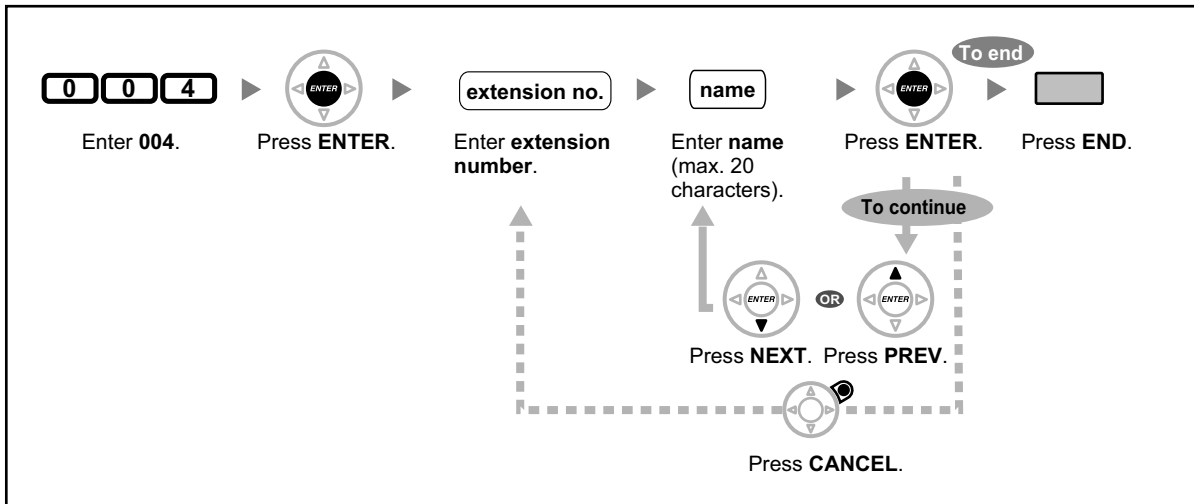 To end
0 0 4 ENTER extension no. name ENTER
Enter 004. Press ENTER. Enter extension number. Enter name (max. 20 characters). Press ENTER. Press END.
To continue
ENTER OR ENTER
Press NEXT. Press PREV.
Press CANCEL.